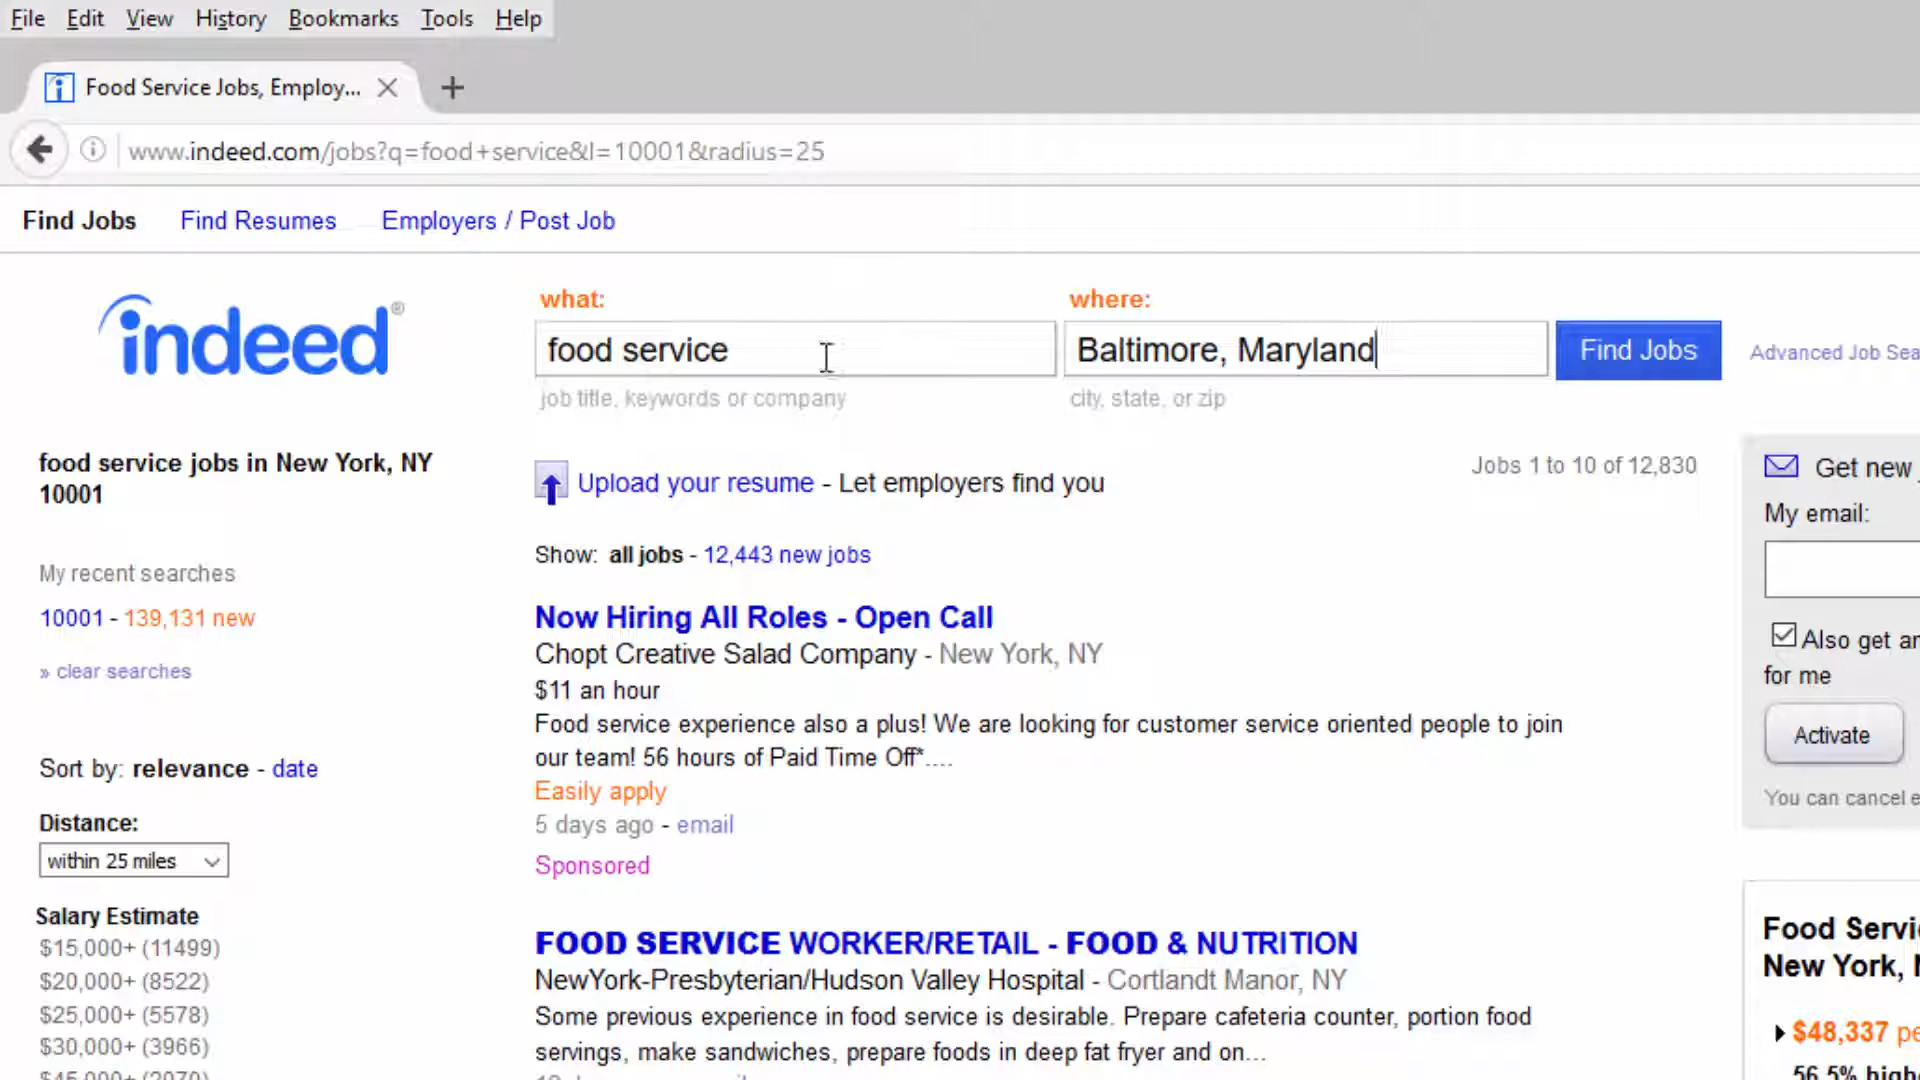 File Edit View History Bookmarks Tools Help
Food Service Jobs, Employ...
www.indeed.com/jobs?q=food+service&l=10001&radius=25
Find Jobs Find Resumes Employers / Post Job
indeed®
what:
where:
food service
Baltimore, Maryland
Find Jobs
Advanced Job Sea
job title, keywords or company
city, state, or zip
food service jobs in New York, NY
10001
My recent searches
10001 - 139,131 new
» clear searches
Sort by: relevance - date
Distance:
within 25 miles
Salary Estimate
$15,000+ (11499)
$20,000+ (8522)
$25,000+ (5578)
$30,000+ (3966)
Upload your resume - Let employers find you
Jobs 1 to 10 of 12,830
Show: all jobs - 12,443 new jobs
Now Hiring All Roles - Open Call
Chopt Creative Salad Company - New York, NY
$11 an hour
Food service experience also a plus! We are looking for customer service oriented people to join
our team! 56 hours of Paid Time Off*....
Easily apply
5 days ago - email
Sponsored
FOOD SERVICE WORKER/RETAIL - FOOD & NUTRITION
NewYork-Presbyterian/Hudson Valley Hospital - Cortlandt Manor, NY
Some previous experience in food service is desirable. Prepare cafeteria counter, portion food
servings, make sandwiches, prepare foods in deep fat fryer and on...
Get new
My email:
Also get an
for me
Activate
You can cancel e
Food Servi
New York, N
$48,337 pe
56.5% highe